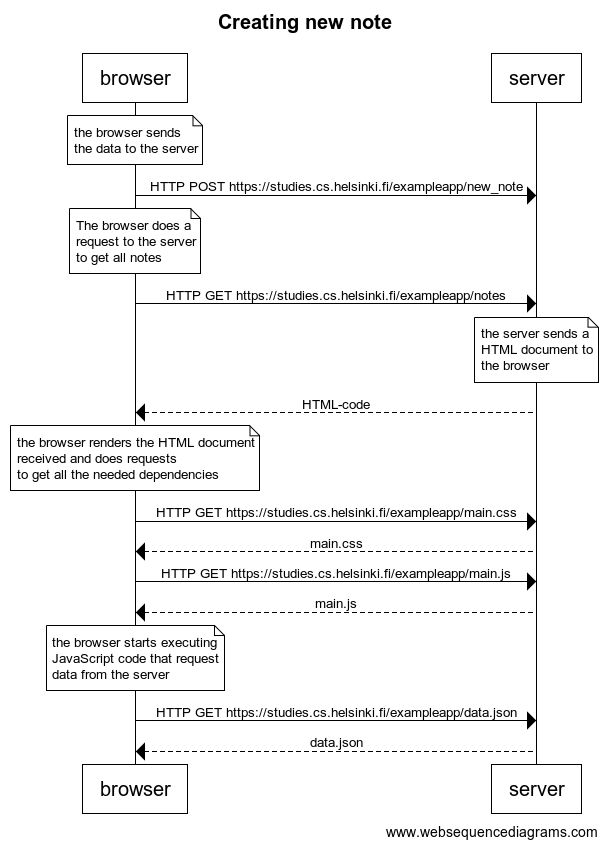 Creating new note
browser
server
the browser sends
the data to the server
HTTP POST https://studies.cs.helsinki.fi/exampleapp/new_note
The browser does a
request to the server
to get all notes
HTTP GET https://studies.cs.helsinki.fi/exampleapp/notes
the server sends a
HTML document to
the browser
HTML-code
the browser renders the HTML document
received and does requests
to get all the needed dependencies
HTTP GET https://studies.cs.helsinki.fi/exampleapp/main.css
main.css
HTTP GET https://studies.cs.helsinki.fi/exampleapp/main.js
main.js
the browser starts executing
JavaScript code that request
data from the server
HTTP GET https://studies.cs.helsinki.fi/exampleapp/data.json
data.json
browser
server
www.websequencediagrams.com